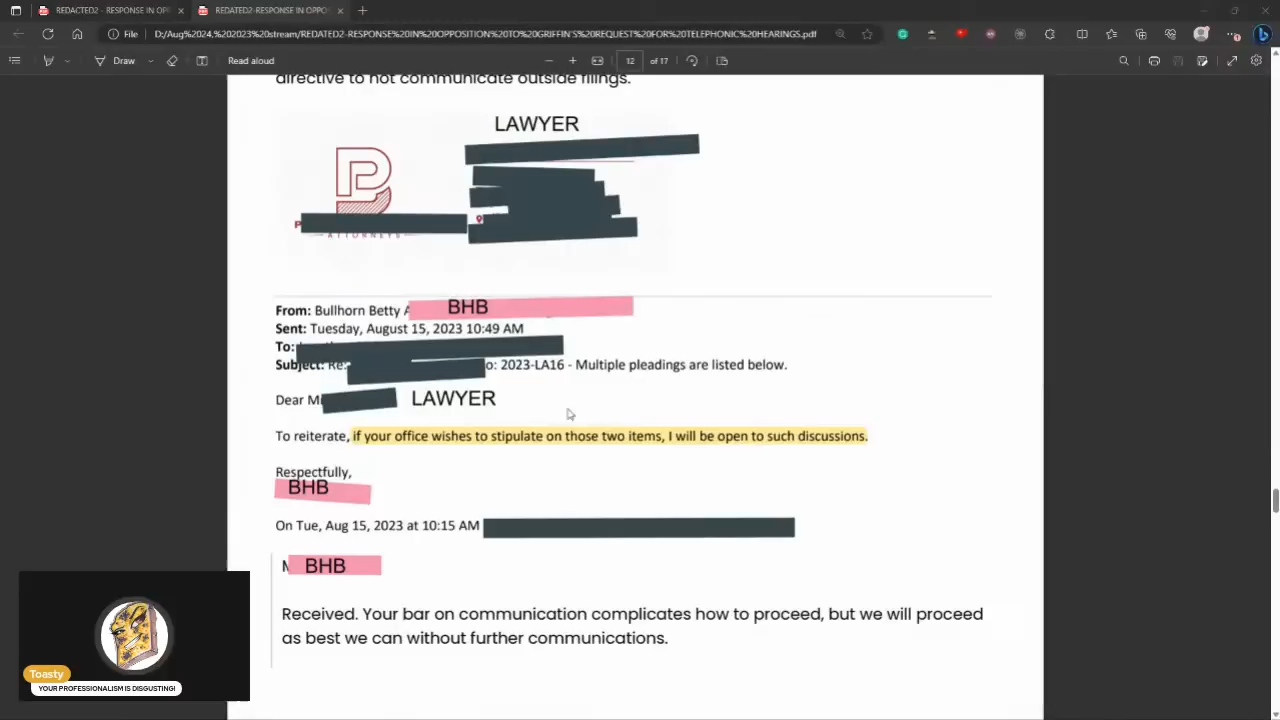 REDACTED2 - RESPONSE IN OPP
REDATED2-RESPONSE IN OPPOS
File
D:/Aug%2024,%202023%20stream/REDATED2-RESPONSE%20IN%20OPPOSITION%20TO%20GRIFFIN'S%20REQUEST%20FOR%20TELEPHONIC%20HEARINGS.pdf
Draw
Read aloud
12
of 17
directive to not communicate outside filings.
LAWYER
P
ATTORNEYS
From: Bullhorn Betty A
BHB
Sent: Tuesday, August 15, 2023 10:49 AM
To:
Subject: Re:
o: 2023-LA16 - Multiple pleadings are listed below.
Dear M
LAWYER
To reiterate, if your office wishes to stipulate on those two items, I will be open to such discussions.
Respectfully,
BHB
On Tue, Aug 15, 2023 at 10:15 AM
M
BHB
Received. Your bar on communication complicates how to proceed, but we will proceed
as best we can without further communications.
Toasty
YOUR PROFESSIONALISM IS DISGUSTING!